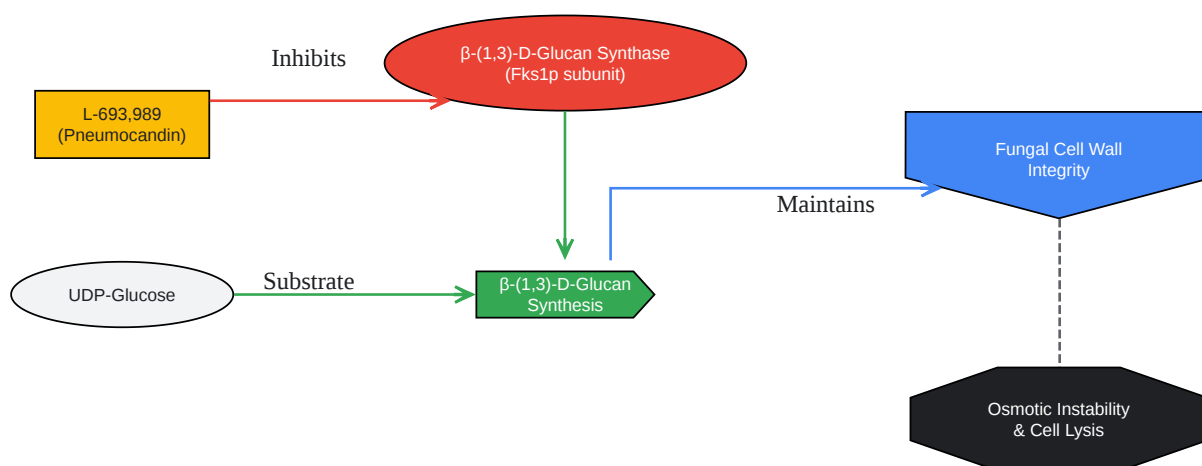 Inhibits
β-(1,3)-D-Glucan Synthase
(Fks1p subunit)
L-693,989
(Pneumocandin)
Fungal Cell Wall
Integrity
Maintains
Substrate
UDP-Glucose
β-(1,3)-D-Glucan
Synthesis
Osmotic Instability
& Cell Lysis